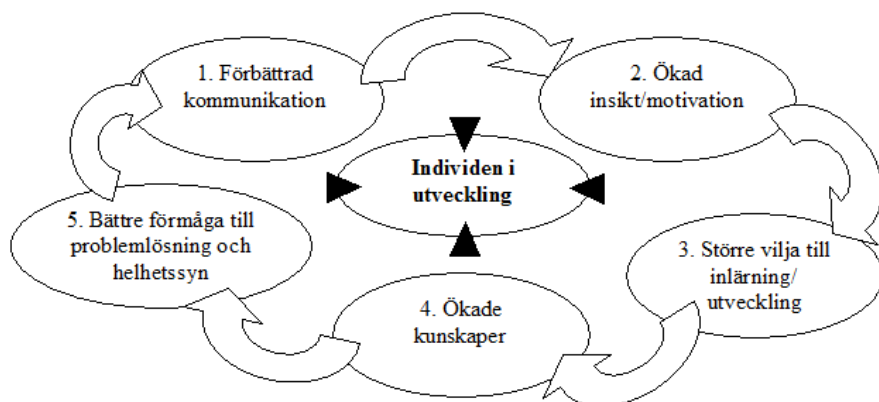 1. Förbättrad
kommunikation
2. Ökad
insikt/motivation
Individen i
utveckling
5. Bättre förmåga till
problemlösning och
helhetssyn
3. Större vilja till
inlärning/
utveckling
4. Ökade
kunskaper